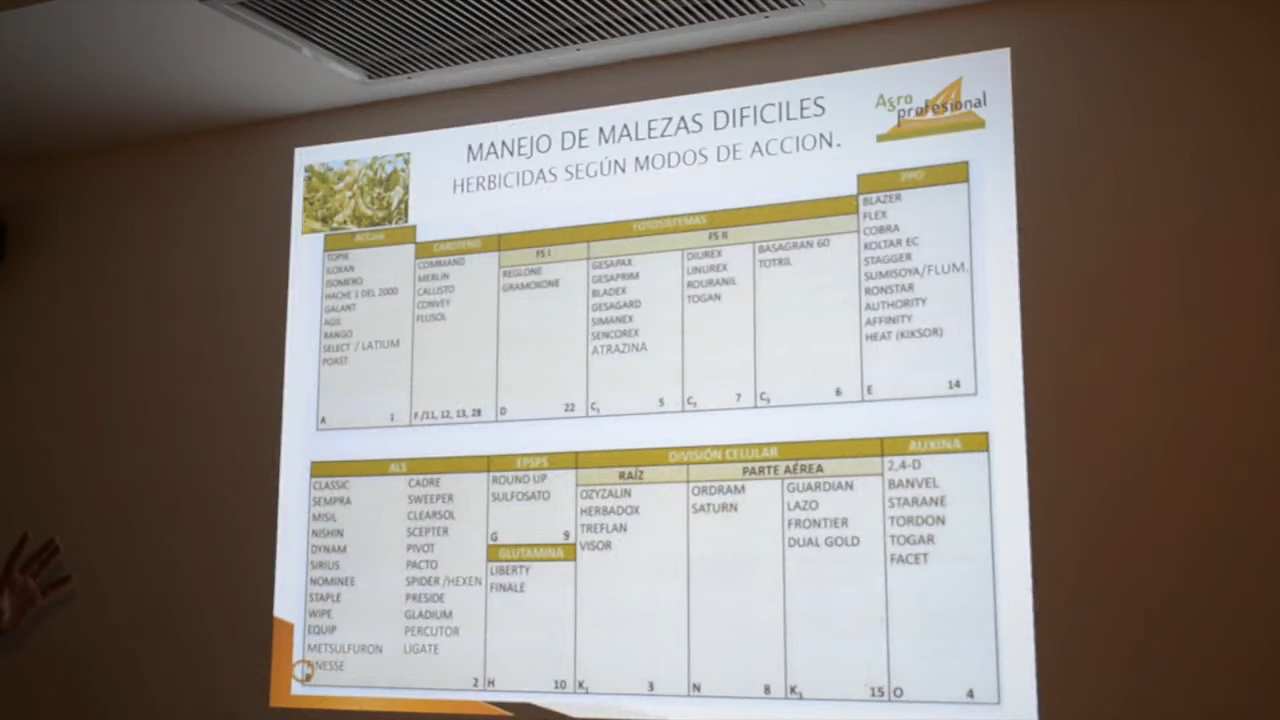 MANEJO DE MALEZAS DIFICILES
HERBICIDAS SEGÚN MODOS DE ACCION.
Agro
profesional
ACCasa
TOPIK
ILOXAN
ISOMERO
HACHE 1 DEL 2000
GALANT
AGIL
RANGO
SELECT / LATIUM
POAST
A 1
CAROTENO
COMMAND
MERLIN
CALLISTO
CONVEY
FLUSOL
F /11, 12, 13, 28
FOTOSISTEMAS
FS I
REGLONE
GRAMOXONE
D 22
FS II
GESAPAX
GESAPRIM
BLADEX
GESAGARD
SIMANEX
SENCOREX
ATRAZINA
C1 5
DIUREX
LINUREX
ROURANIL
TOGAN
7
BASAGRAN 60
TOTRIL
C3 6
PPO
BLAZER
FLEX
COBRA
KOLTAR EC
STAGGER
SUMISOYA/FLUM.
RONSTAR
AUTHORITY
AFFINITY
HEAT (KIKSOR)
E 14
ALS
CLASSIC
SEMPRA
MISIL
NISHIN
DYNAM
SIRIUS
NOMINEE
STAPLE
WIPE
EQUIP
METSULFURON
FINESSE
CADRE
SWEEPER
CLEARSOL
SCEPTER
PIVOT
PACTO
SPIDER /HEXEN
PRESIDE
GLADIUM
PERCUTOR
LIGATE
2
EPSPS
ROUND UP
SULFOSATO
G 9
GLUTAMINA
LIBERTY
FINALE
H 10
DIVISIÓN CELULAR
RAÍZ
OZYZALIN
HERBADOX
TREFLAN
VISOR
K1 3
PARTE AÉREA
ORDRAM
SATURN
N 8
GUARDIAN
LAZO
FRONTIER
DUAL GOLD
K3 15
AUXINA
2,4-D
BANVEL
STARANE
TORDON
TOGAR
FACET
O 4